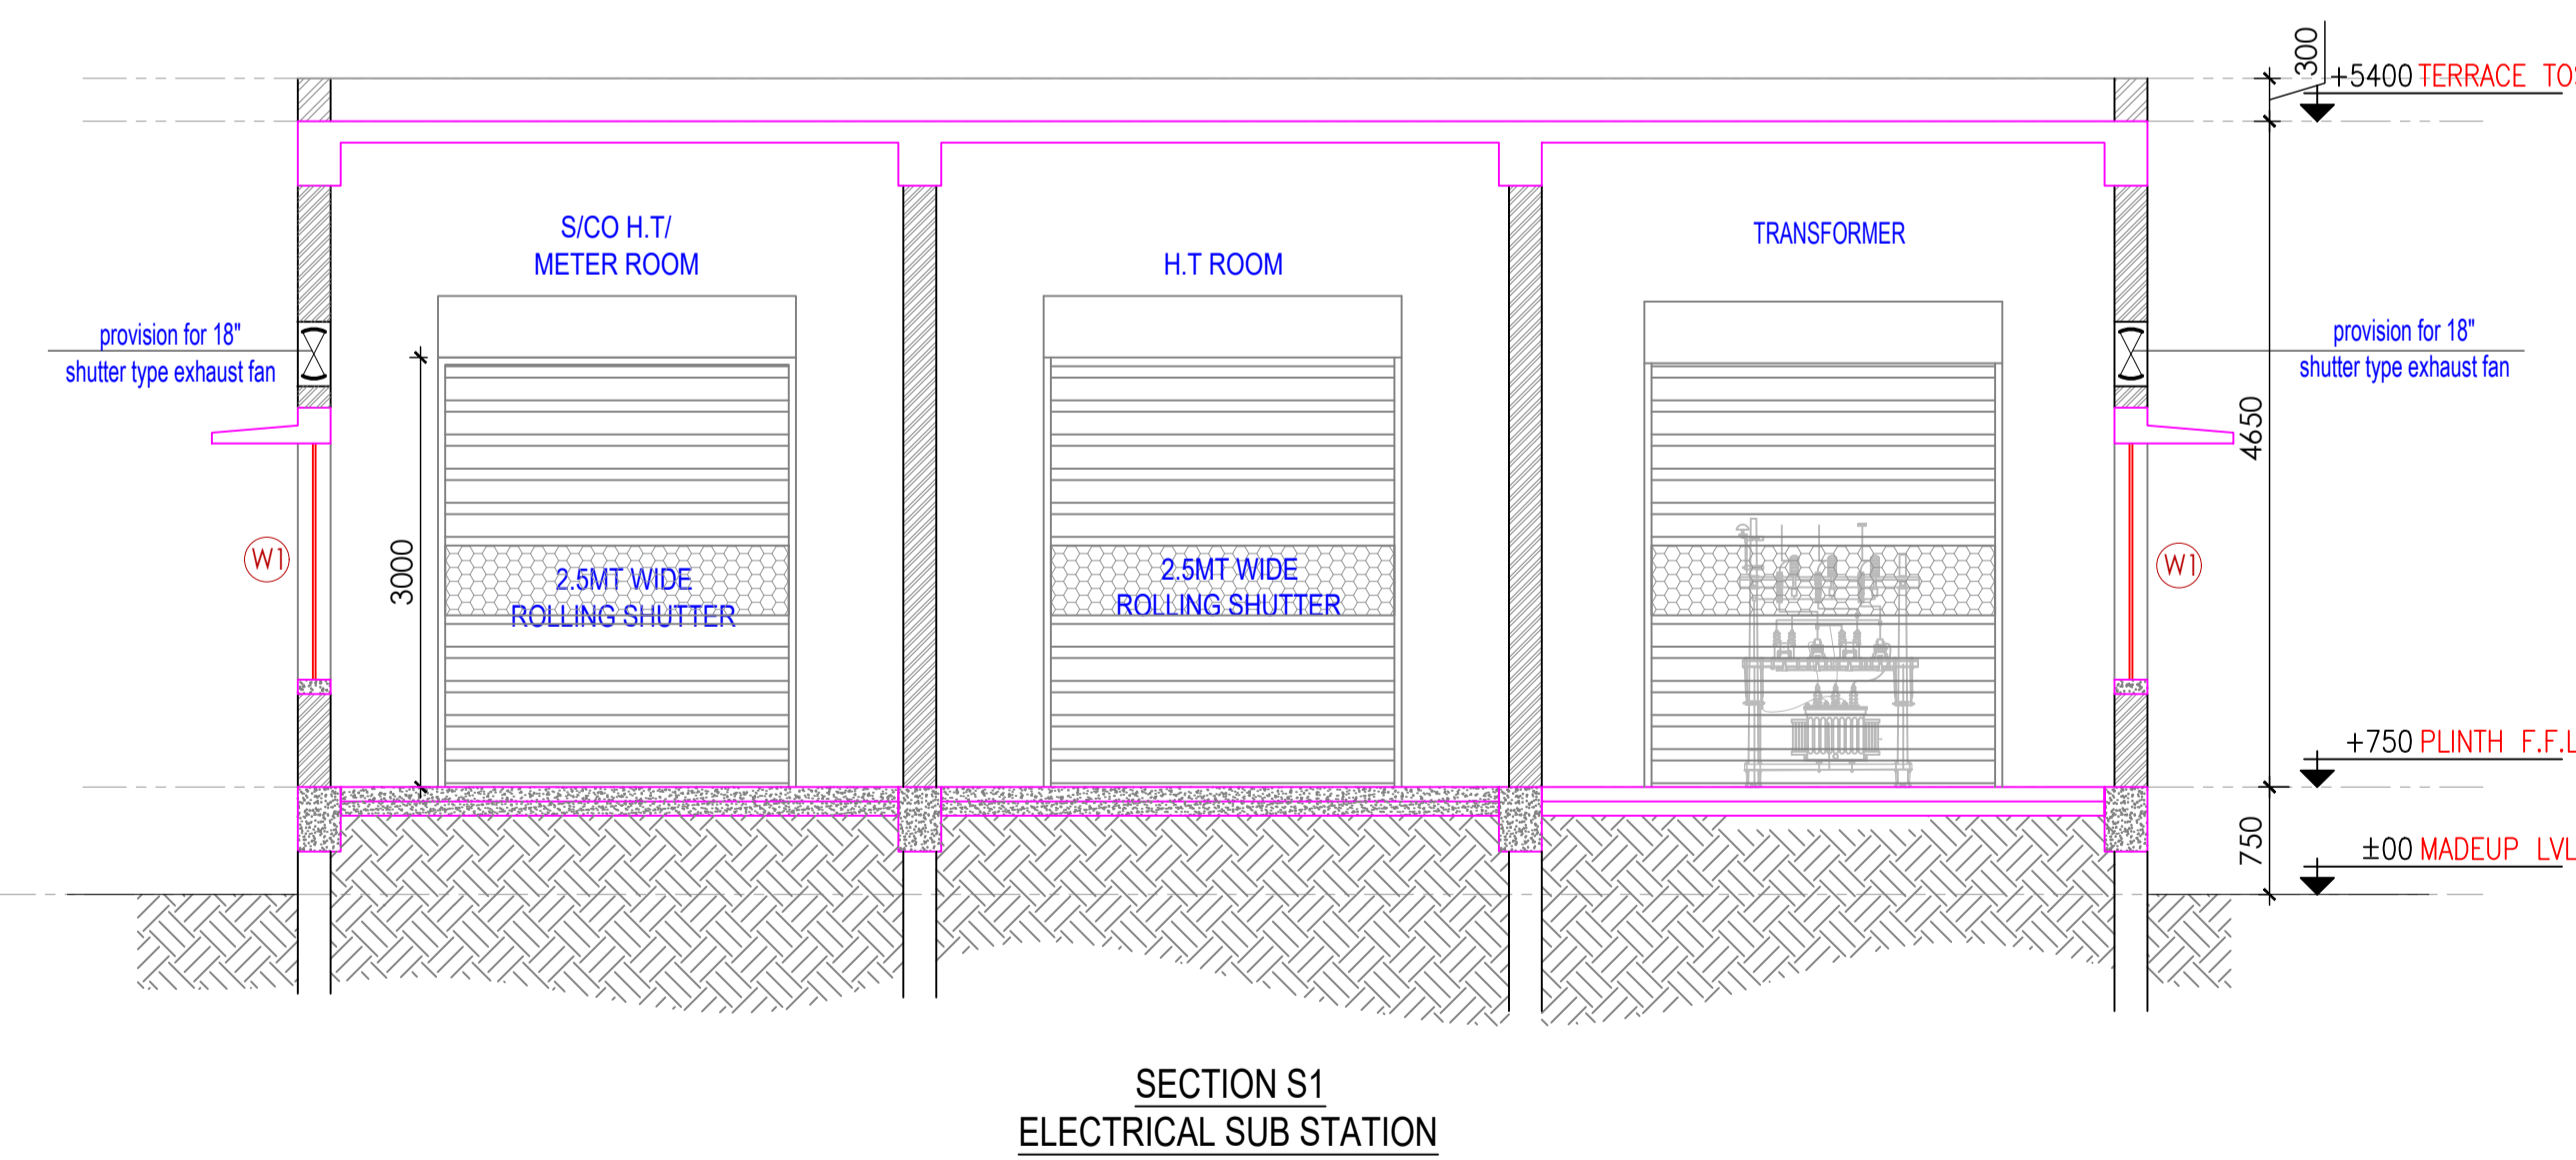 300
+5400 TERRACE TOS
S/CO H.T/
METER ROOM
H.T ROOM
TRANSFORMER
provision for 18"
shutter type exhaust fan
provision for 18"
shutter type exhaust fan
4650
3000
W1
2.5MT WIDE
ROLLING SHUTTER
2.5MT WIDE
ROLLING SHUTTER
W1
+750 PLINTH F.F.L
750
±00 MADEUP LVL
SECTION S1
ELECTRICAL SUB STATION